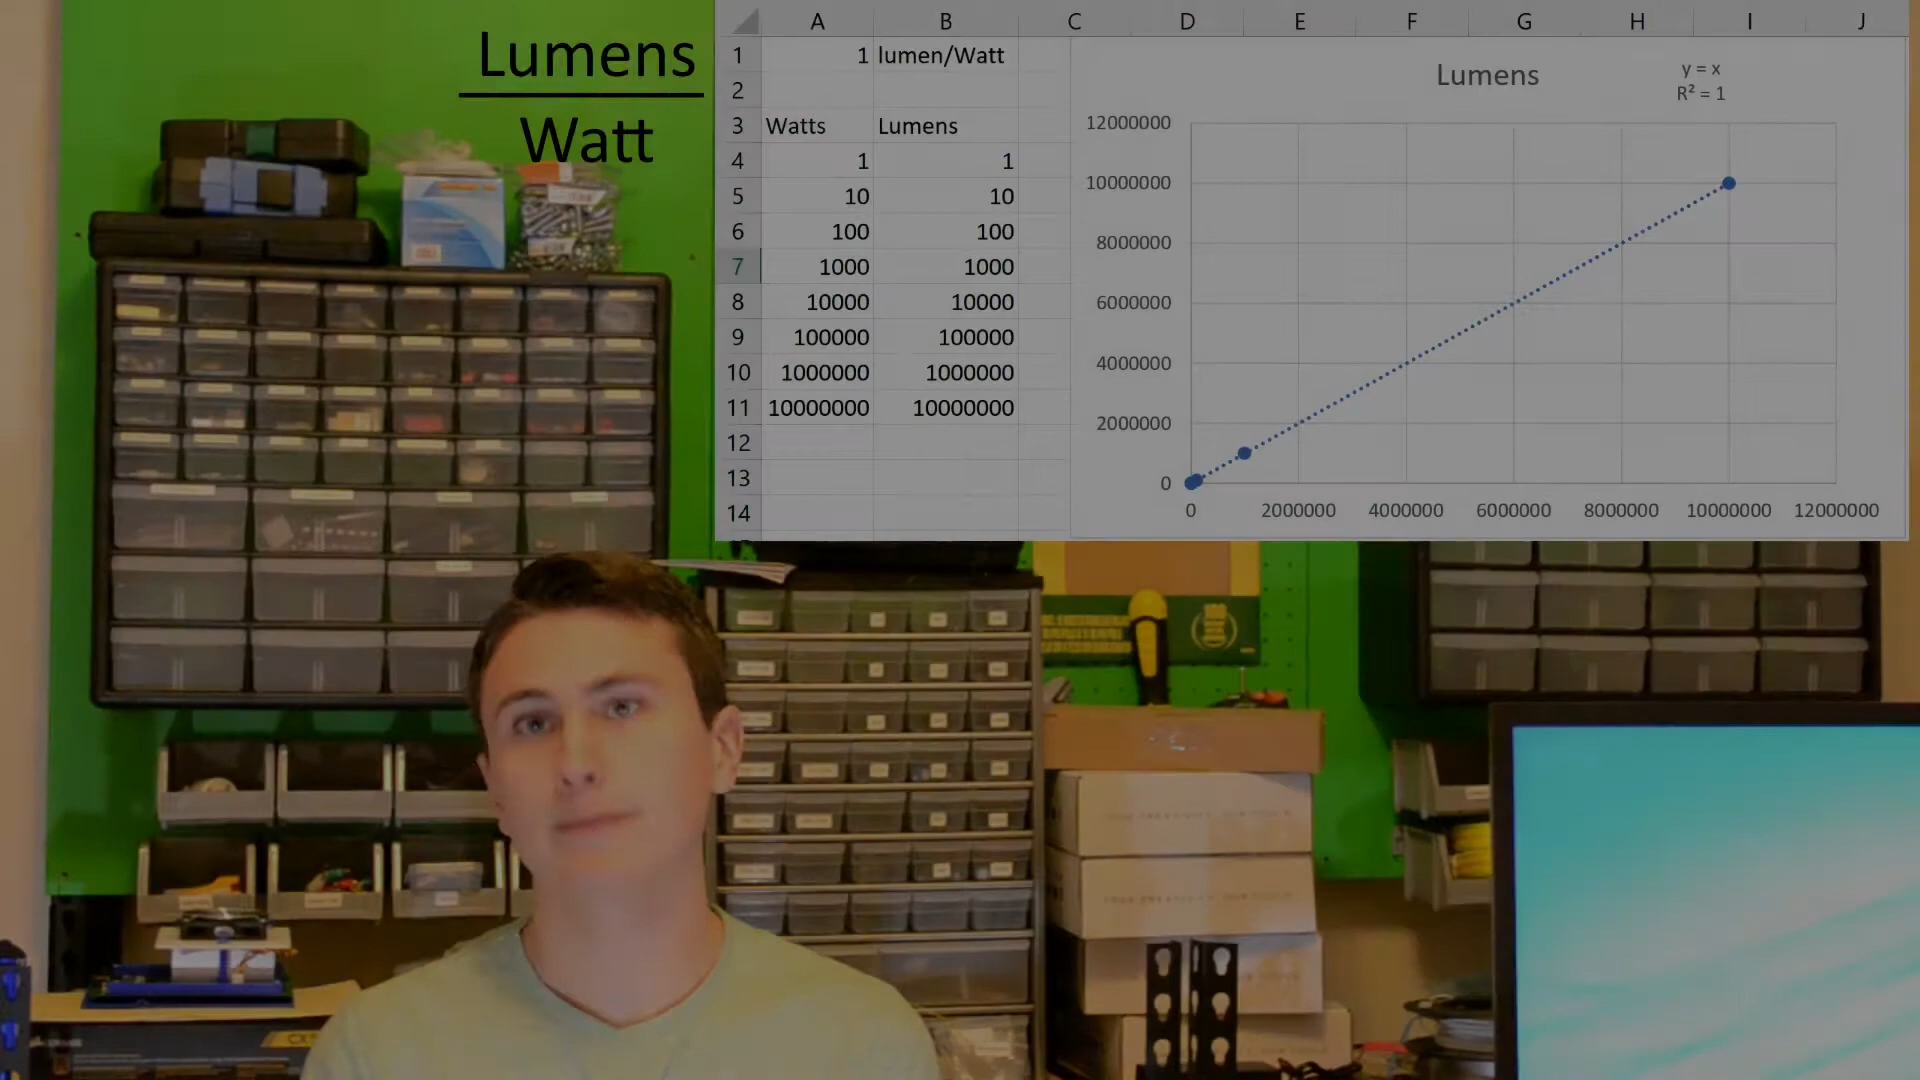 Lumens
Watt
A B C D E F G H I J
1 1 lumen/Watt
2
3 Watts Lumens
4 1 1
5 10 10
6 100 100
7 1000 1000
8 10000 10000
9 100000 100000
10 1000000 1000000
11 10000000 10000000
12
13
14
Lumens
y = x
R² = 1
12000000
10000000
8000000
6000000
4000000
2000000
0
0 2000000 4000000 6000000 8000000 10000000 12000000